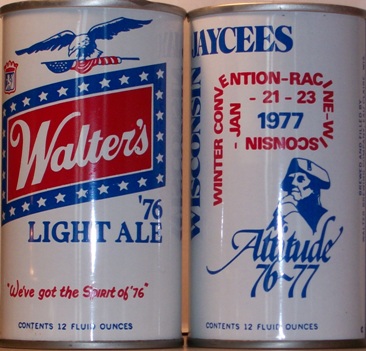 Walter's
'76
LIGHT ALE
"We've got the Spirit of '76"
CONTENTS 12 FLUID OUNCES
WISCONSIN
JAYCEES
WINTER CONVENTION-RACINE-WISCONSIN
- JAN - 21 - 23
1977
Attitude
76~77
CONTENTS 12 FLUID OUNCES